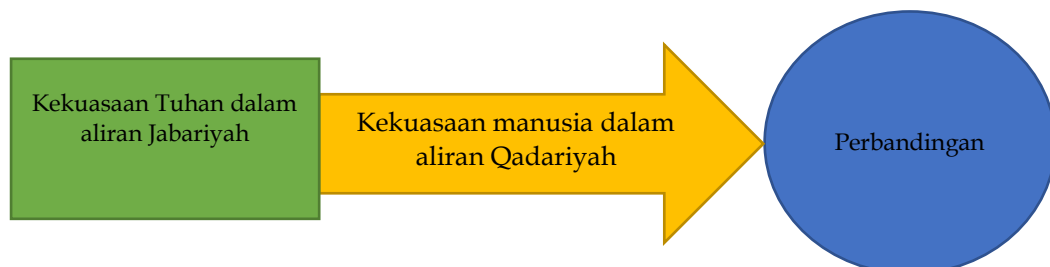 Kekuasaan Tuhan dalam
aliran Jabariyah
Kekuasaan manusia dalam
aliran Qadariyah
Perbandingan